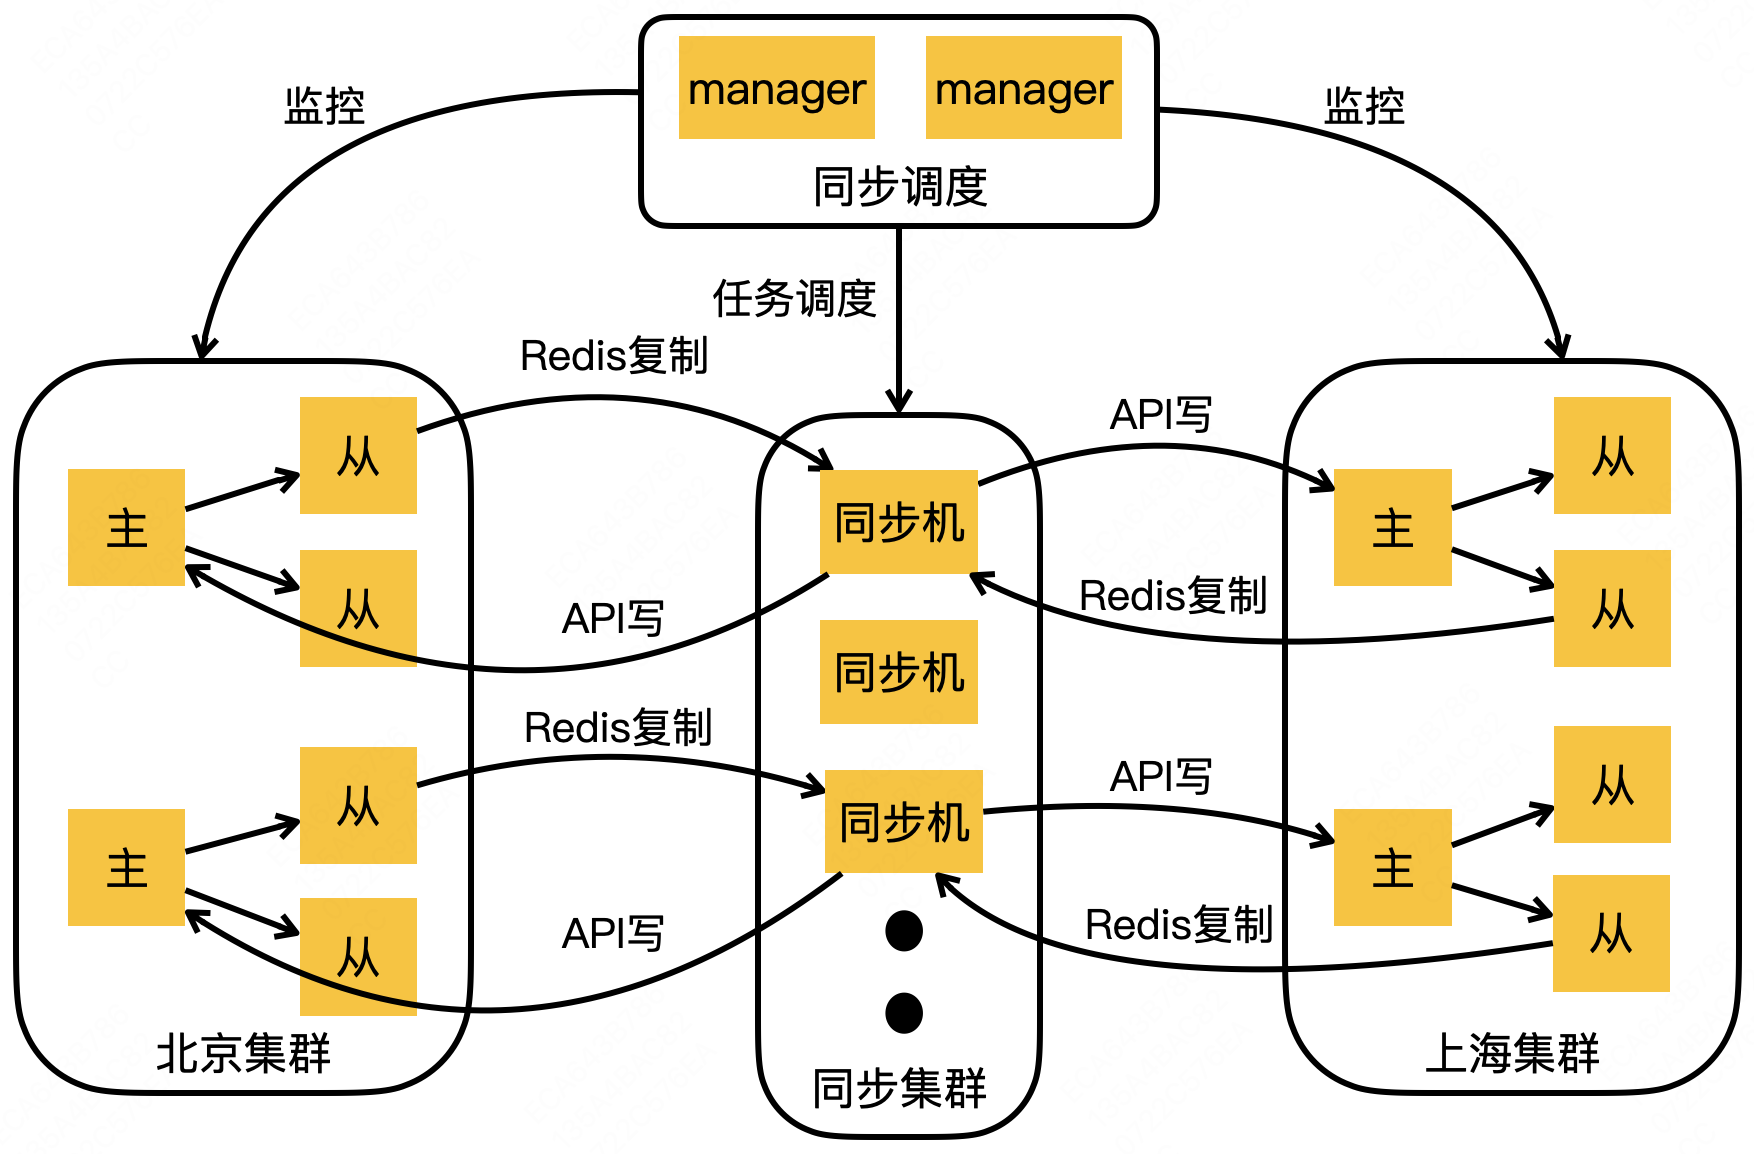 manager
manager
同步调度
监控
监控
任务调度
Redis复制
API写
从
主
从
API写
同步机
Redis复制
主
从
从
同步机
Redis复制
API写
从
主
从
API写
同步机
Redis复制
主
从
从
北京集群
同步集群
上海集群